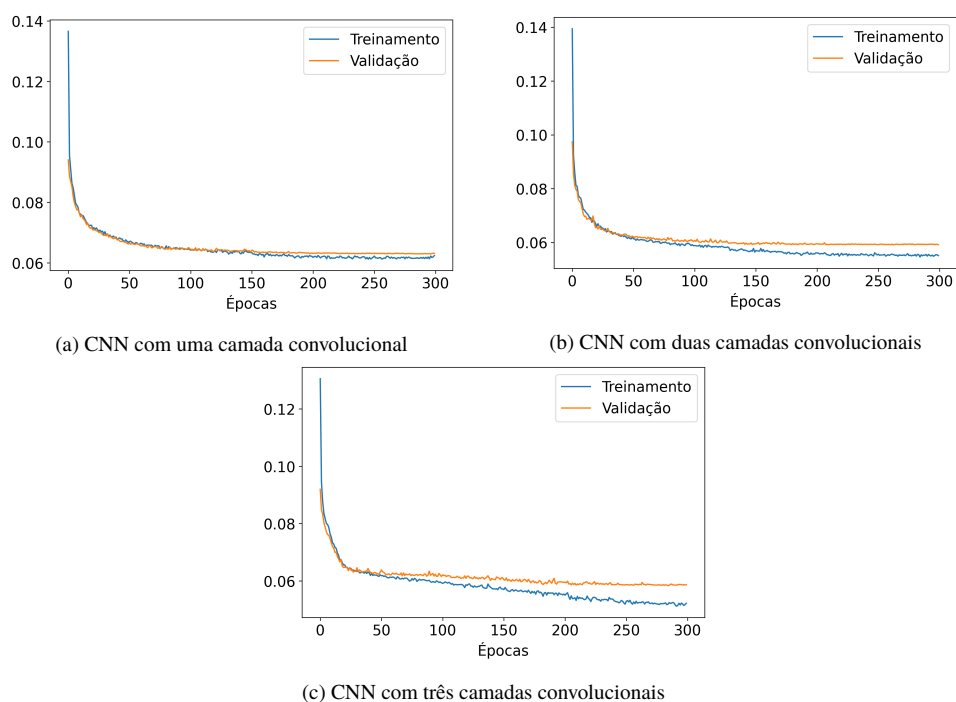 0.14
0.12
0.10
0.08
0.06
0 50 100 150 200 250 300
Épocas
Treinamento
Validação
(a) CNN com uma camada convolucional
0.14
0.12
0.10
0.08
0.06
0 50 100 150 200 250 300
Épocas
Treinamento
Validação
(b) CNN com duas camadas convolucionais
0.12
0.10
0.08
0.06
0 50 100 150 200 250 300
Épocas
Treinamento
Validação
(c) CNN com três camadas convolucionais